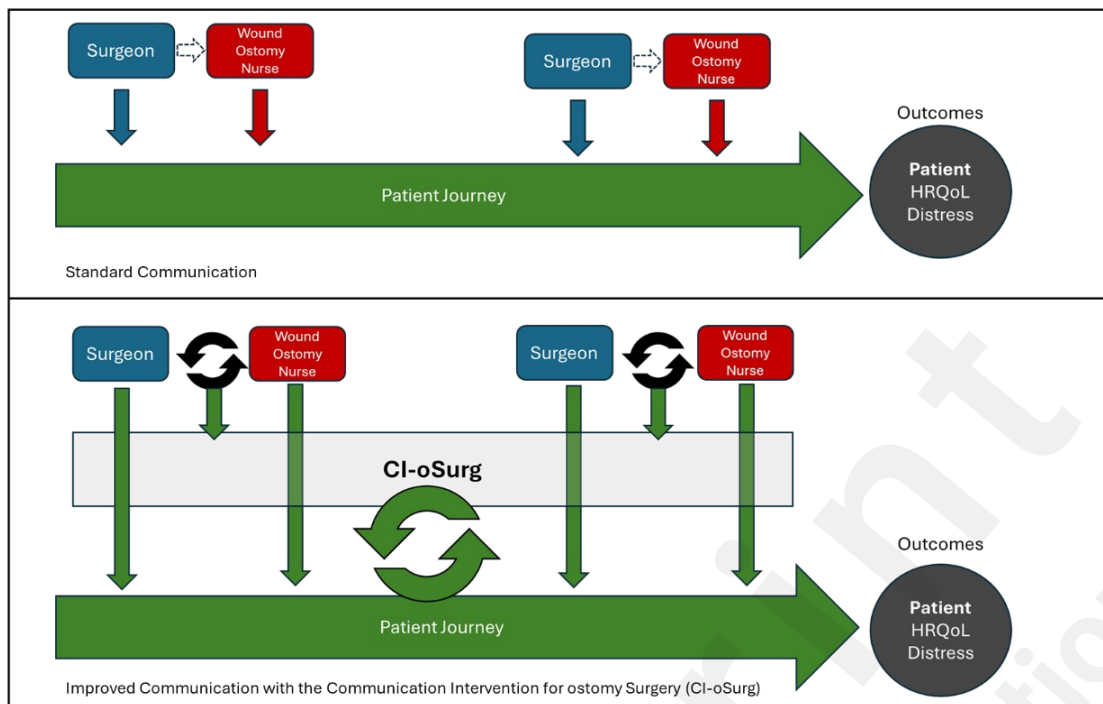 Surgeon
Wound
Ostomy
Nurse
Surgeon
Wound
Ostomy
Nurse
Outcomes
Patient
HRQoL
Distress
Patient Journey
Standard Communication
Surgeon
Wound
Ostomy
Nurse
Surgeon
Wound
Ostomy
Nurse
CI-oSurg
Outcomes
Patient
HRQoL
Distress
Patient Journey
Improved Communication with the Communication Intervention for ostomy Surgery (CI-oSurg)